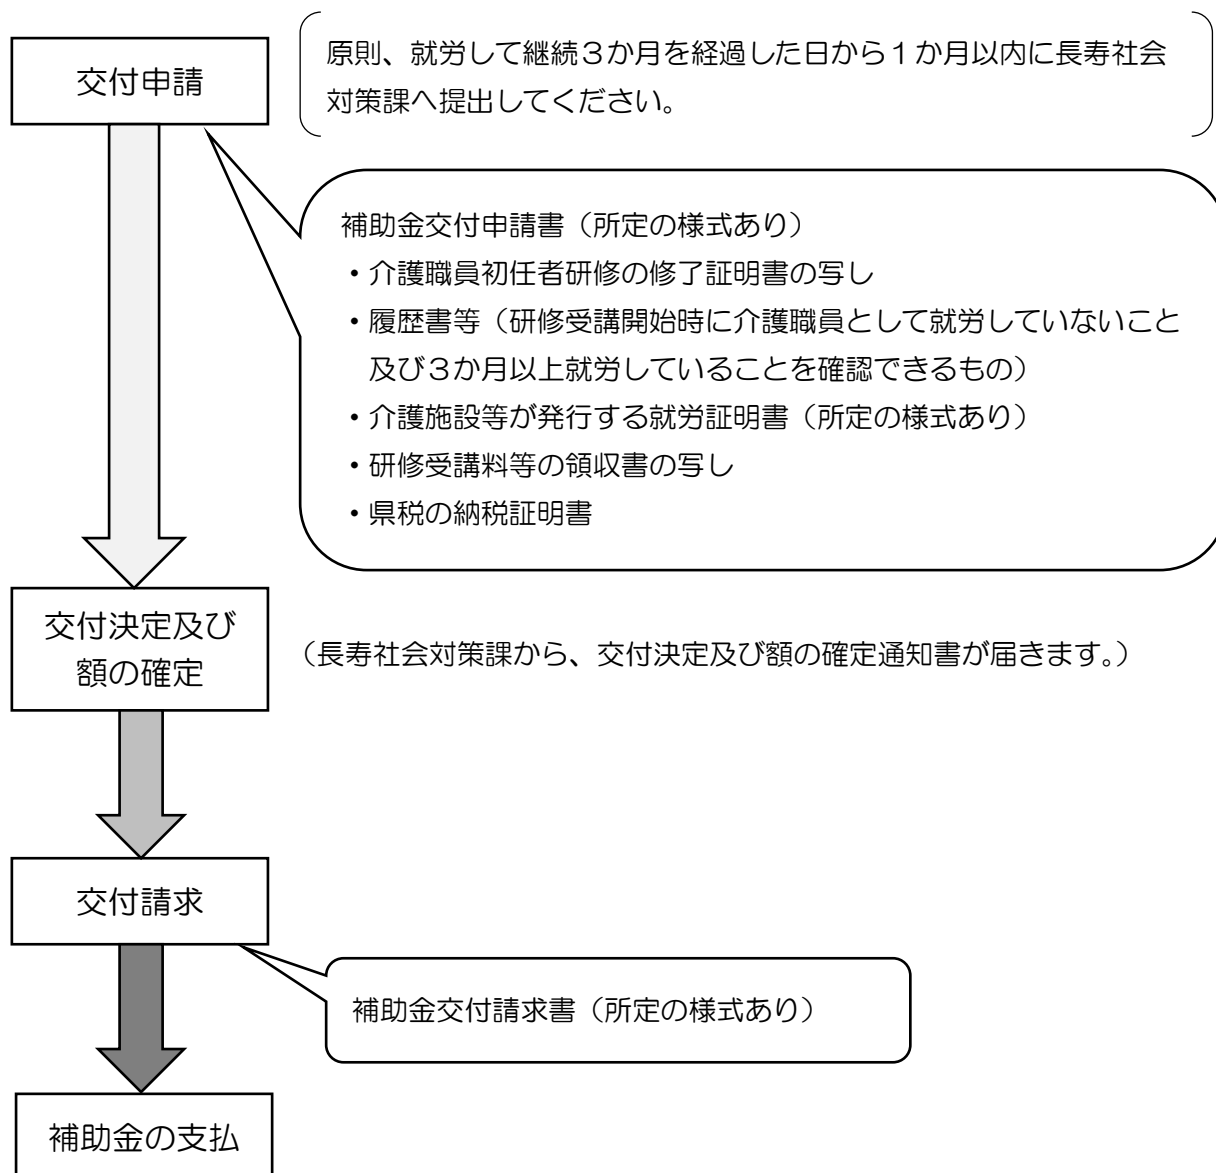 交付申請
原則、就労して継続３か月を経過した日から１か月以内に長寿社会
対策課へ提出してください。
補助金交付申請書（所定の様式あり）
・介護職員初任者研修の修了証明書の写し
・履歴書等（研修受講開始時に介護職員として就労していないこと
及び３か月以上就労していることを確認できるもの）
・介護施設等が発行する就労証明書（所定の様式あり）
・研修受講料等の領収書の写し
・県税の納税証明書
交付決定及び
額の確定
（長寿社会対策課から、交付決定及び額の確定通知書が届きます。）
交付請求
補助金交付請求書（所定の様式あり）
補助金の支払